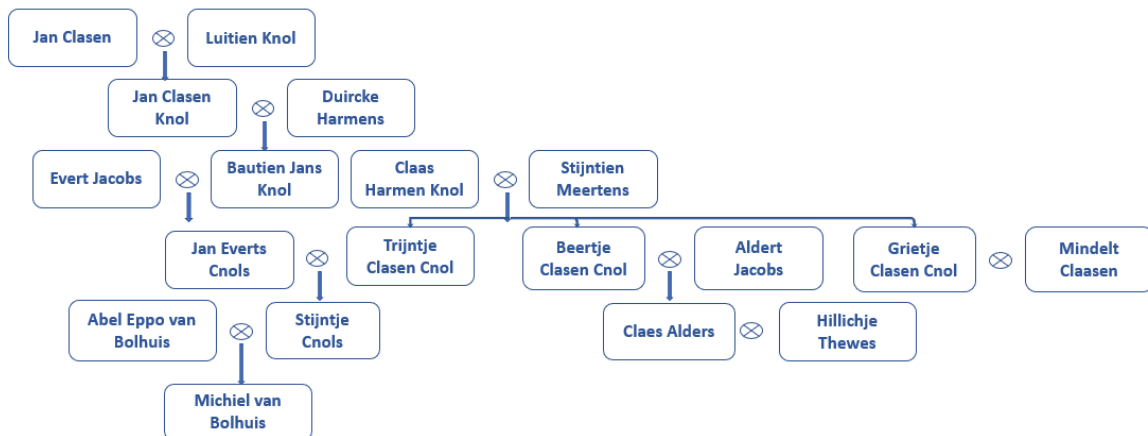 Jan Clasen
Luitien Knol
Jan Clasen
Knol
Duircke
Harmens
Evert Jacobs
Bautien Jans
Knol
Claas
Harmen Knol
Stijntien
Meertens
Jan Everts
Cnols
Trijntje
Clasen Cnol
Beertje
Clasen Cnol
Aldert
Jacobs
Grietje
Clasen Cnol
Mindelt
Claasen
Abel Eppo van
Bolhuis
Stijntje
Cnols
Claes Alders
Hillichje
Thewes
Michiel van
Bolhuis